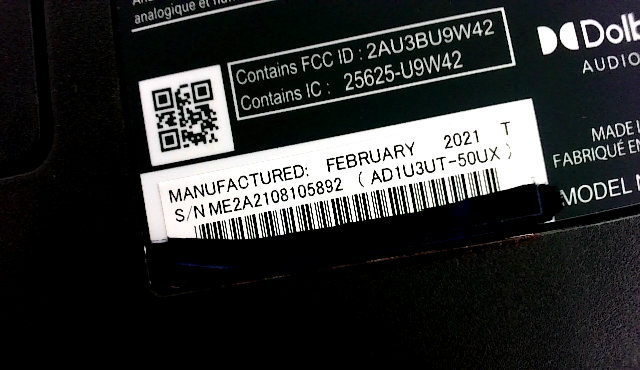 analogique et nu
Contains FCC ID : 2AU3BU9W42
Contains IC : 25625-U9W42
AUDIO
MANUFACTURED: FEBRUARY 2021 T
S/N ME2A2108105892 ( AD1U3UT-50UX )
MADE
FABRIQUÉ EN
MODEL